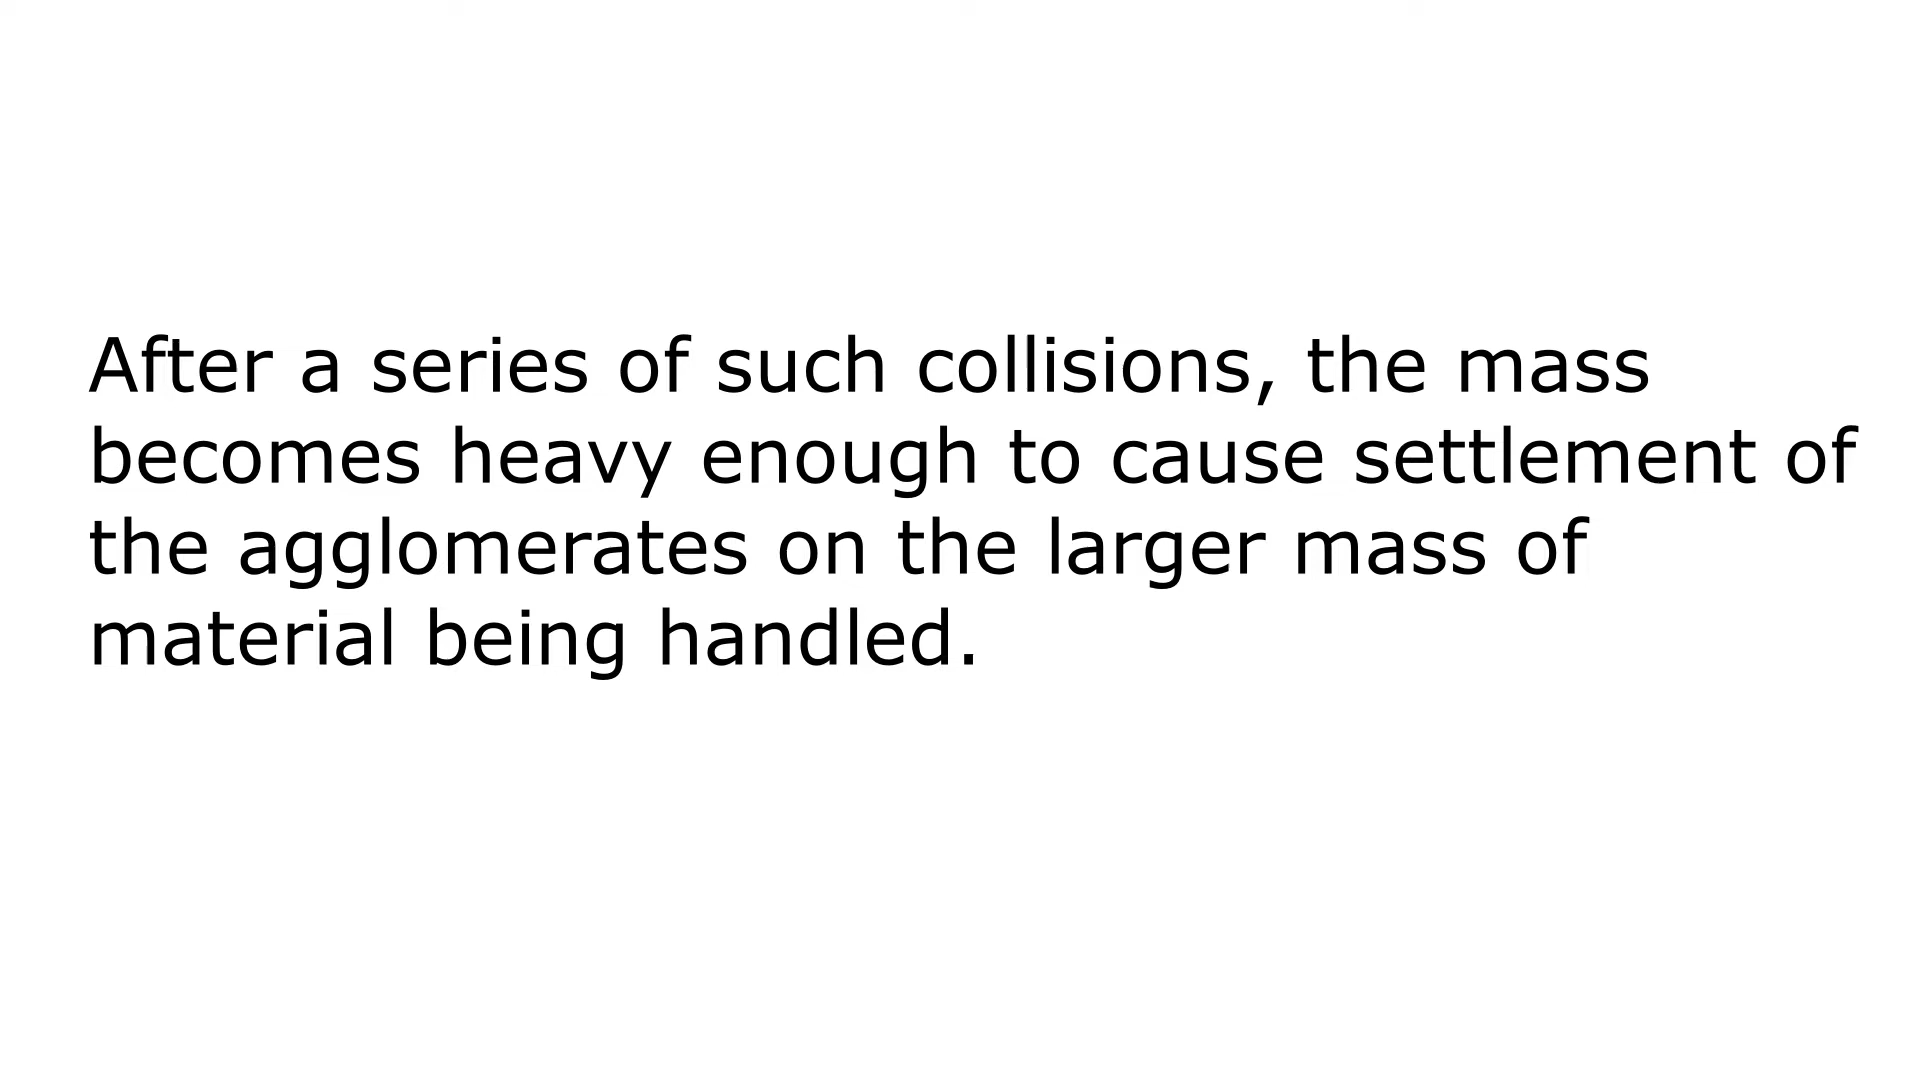 After a series of such collisions, the mass
becomes heavy enough to cause settlement of
the agglomerates on the larger mass of
material being handled.